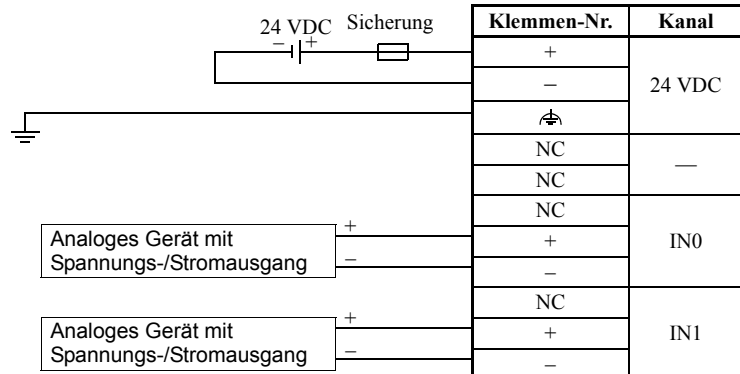 24 VDC
Sicherung
− +
Klemmen-Nr. Kanal
+
−
24 VDC
NC
NC
—
NC
+
−
IN0
NC
+
−
IN1
Analoges Gerät mit
Spannungs-/Stromausgang
+
−
Analoges Gerät mit
Spannungs-/Stromausgang
+
−